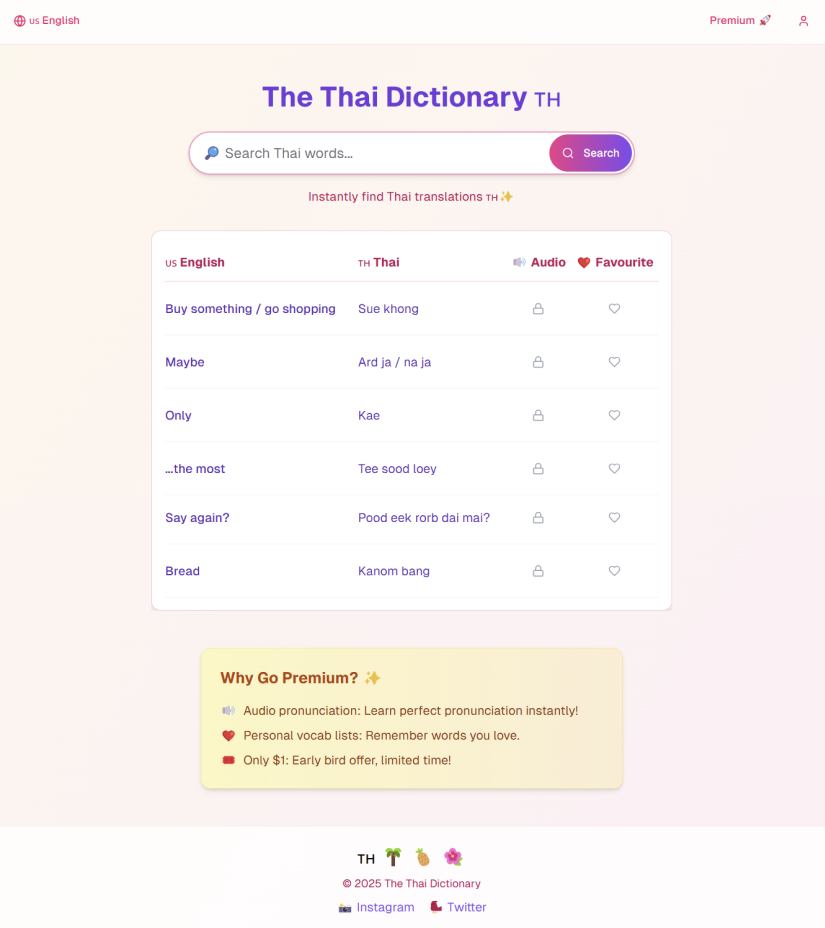 US English
Premium 🚀
The Thai Dictionary TH
🔎 Search Thai words...
Search
Instantly find Thai translations TH ✨
US English TH Thai 🔊 Audio ❤️ Favourite
Buy something / go shopping Sue khong
Maybe Ard ja / na ja
Only Kae
...the most Tee sood loey
Say again? Pood eek rorb dai mai?
Bread Kanom bang
Why Go Premium? ✨
🔊 Audio pronunciation: Learn perfect pronunciation instantly!
❤️ Personal vocab lists: Remember words you love.
🎟️ Only $1: Early bird offer, limited time!
TH 🌴 🍍 🌺
© 2025 The Thai Dictionary
📸 Instagram 🦜 Twitter